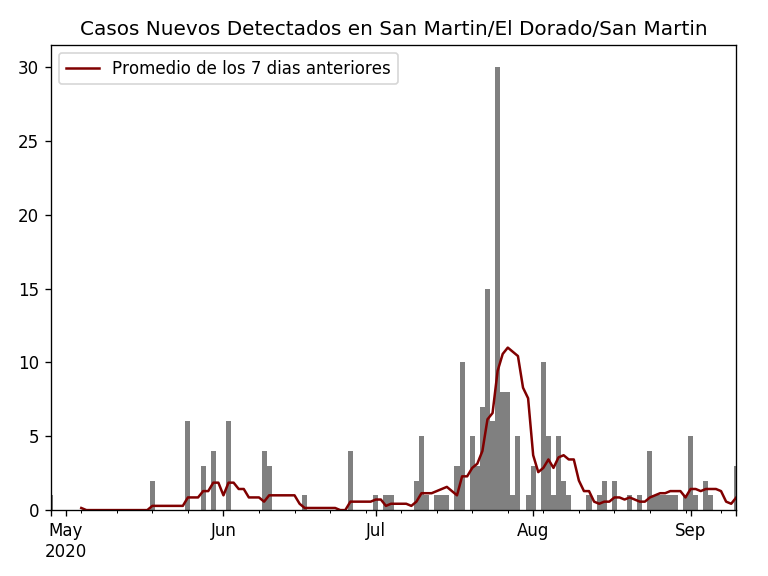 Casos Nuevos Detectados en San Martin/El Dorado/San Martin
Promedio de los 7 dias anteriores
30
25
20
15
10
5
0
May Jun Jul Aug Sep
2020